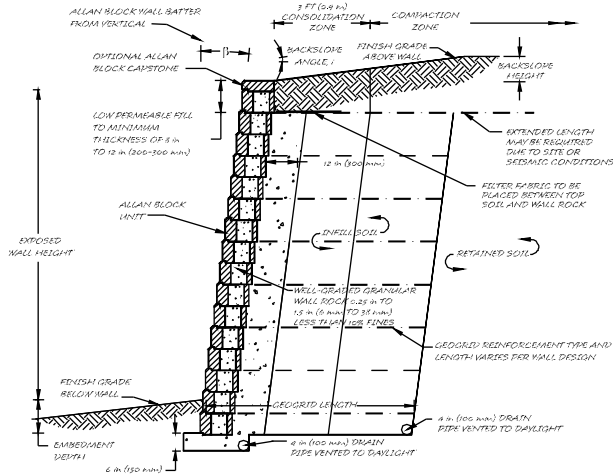 3 FT (0.9 m)
CONSOLIDATION
ZONE
COMPACTION
ZONE
ALLAN BLOCK WALL BATTER
FROM VERTICAL
β
BACKSLOPE
ANGLE, i
FINISH GRADE
ABOVE WALL
BACKSLOPE
HEIGHT
OPTIONAL ALLAN
BLOCK CAPSTONE
LOW PERMEABLE FILL
TO MINIMUM
THICKNESS OF 8 in
TO 12 in (200-300 mm)
EXTENDED LENGTH
MAY BE REQUIRED
DUE TO SITE OR
SEISMIC CONDITIONS
12 in (300 mm)
FILTER FABRIC TO BE
PLACED BETWEEN TOP
SOIL AND WALL ROCK
ALLAN BLOCK
UNIT
EXPOSED
WALL HEIGHT
INFILL SOIL
RETAINED SOIL
WELL-GRADED GRANULAR
WALL ROCK 0.25 in TO
1.5 in (6 mm TO 38 mm)
LESS THAN 10% FINES
GEOGRID REINFORCEMENT TYPE AND
LENGTH VARIES PER WALL DESIGN
FINISH GRADE
BELOW WALL
GEOGRID LENGTH
4 in (100 mm) DRAIN
PIPE VENTED TO DAYLIGHT
EMBEDMENT
DEPTH
4 in (100 mm) DRAIN
PIPE VENTED TO DAYLIGHT
6 in (150 mm)